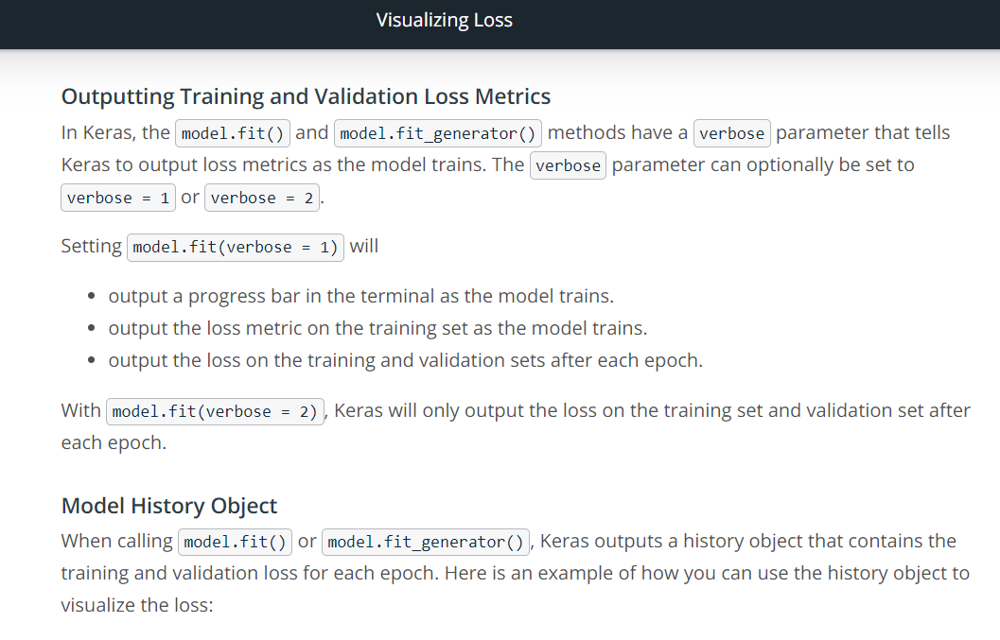 Visualizing Loss
Outputting Training and Validation Loss Metrics
In Keras, the model.fit() and model.fit_generator() methods have a verbose parameter that tells
Keras to output loss metrics as the model trains. The verbose parameter can optionally be set to
verbose = 1 or verbose = 2.
Setting model.fit(verbose = 1) will
• output a progress bar in the terminal as the model trains.
• output the loss metric on the training set as the model trains.
• output the loss on the training and validation sets after each epoch.
With model.fit(verbose = 2), Keras will only output the loss on the training set and validation set after
each epoch.
Model History Object
When calling model.fit() or model.fit_generator(), Keras outputs a history object that contains the
training and validation loss for each epoch. Here is an example of how you can use the history object to
visualize the loss: